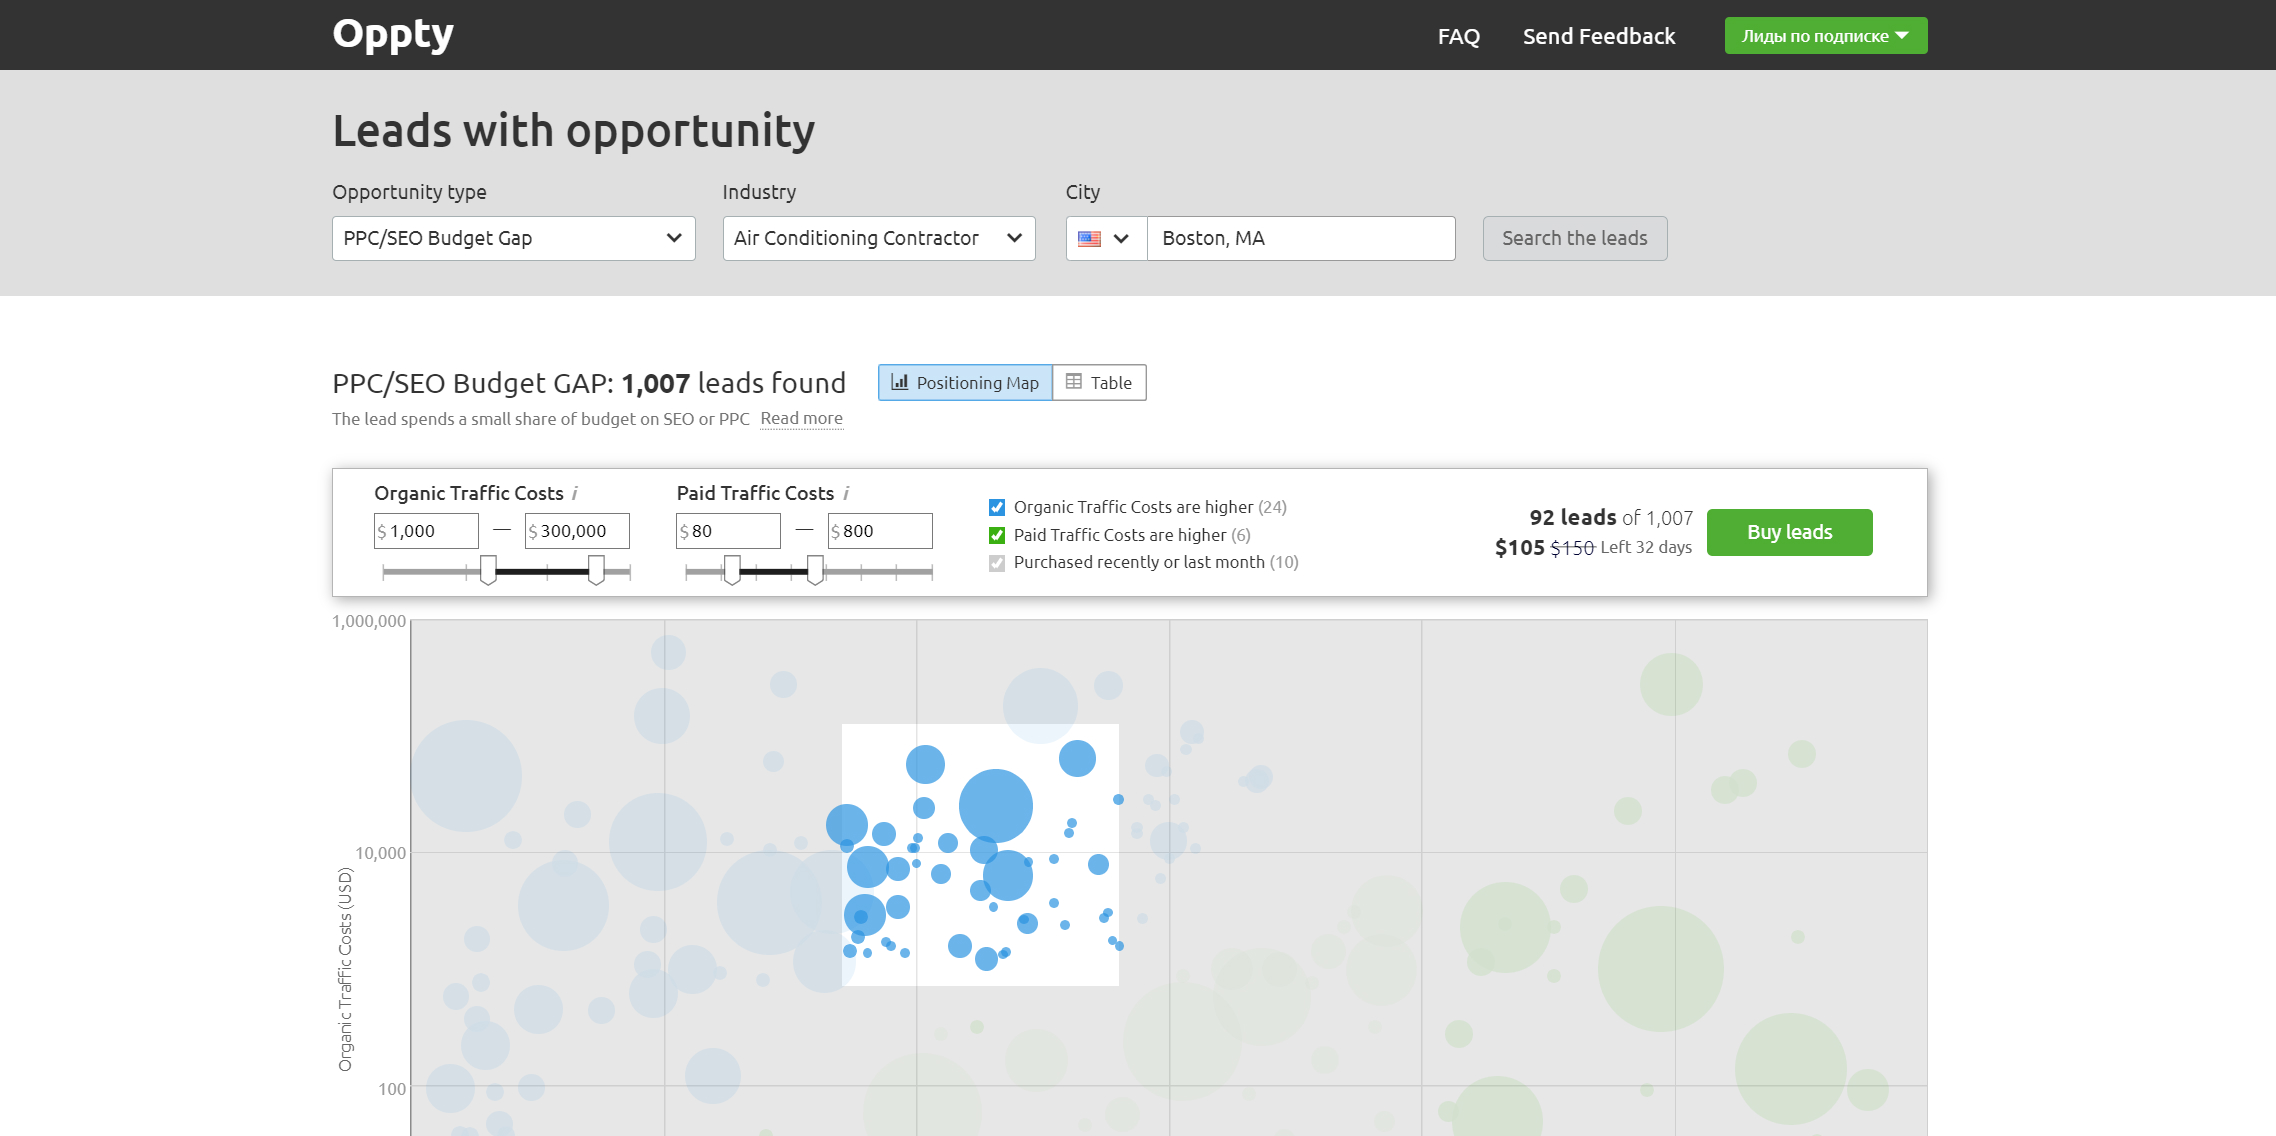 Oppty
FAQ
Send Feedback
Лиды по подписке
Leads with opportunity
Opportunity type
Industry
City
PPC/SEO Budget Gap
Air Conditioning Contractor
Boston, MA
Search the leads
PPC/SEO Budget GAP: 1,007 leads found
Positioning Map
Table
The lead spends a small share of budget on SEO or PPC Read more
Organic Traffic Costs i
$ 1,000 — $ 300,000
Paid Traffic Costs i
$ 80 — $ 800
Organic Traffic Costs are higher (24)
Paid Traffic Costs are higher (6)
Purchased recently or last month (10)
92 leads of 1,007
$105 $150 Left 32 days
Buy leads
1,000,000
10,000
100
Organic Traffic Costs (USD)